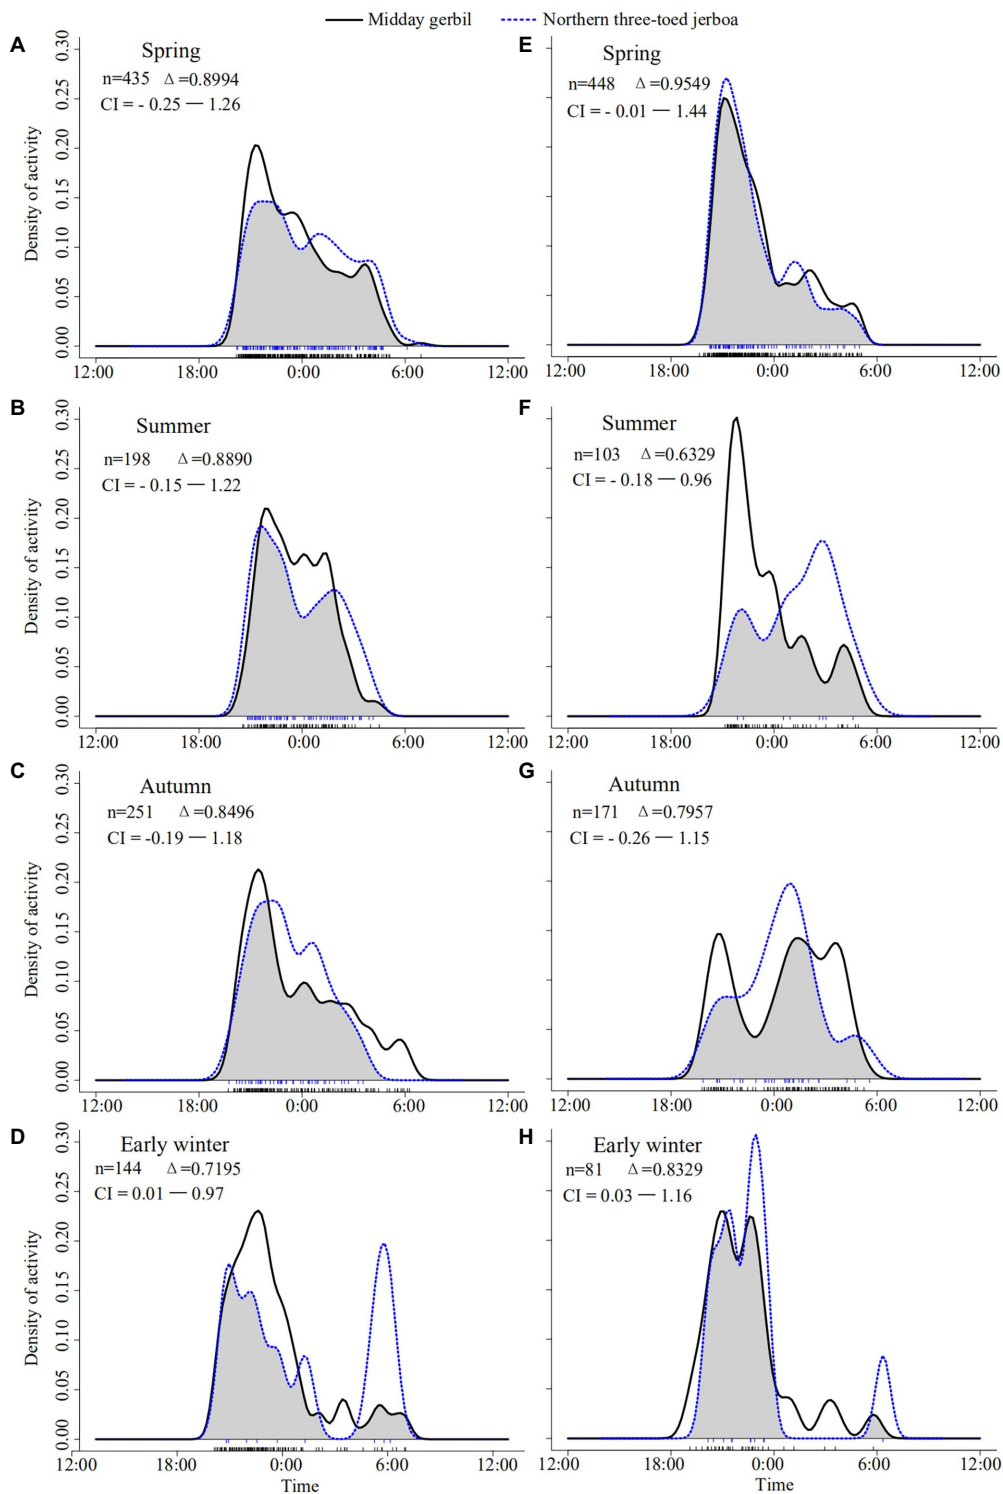 Midday gerbil Northern three-toed jerboa
A
Spring
n=435 Δ=0.8994
CI = - 0.25 — 1.26
Density of activity
0.00 0.05 0.10 0.15 0.20 0.25 0.30
12:00 18:00 0:00 6:00 12:00
E
Spring
n=448 Δ=0.9549
CI = - 0.01 — 1.44
12:00 18:00 0:00 6:00 12:00
B
Summer
n=198 Δ=0.8890
CI = - 0.15 — 1.22
Density of activity
0.00 0.05 0.10 0.15 0.20 0.25 0.30
12:00 18:00 0:00 6:00 12:00
F
Summer
n=103 Δ=0.6329
CI = - 0.18 — 0.96
12:00 18:00 0:00 6:00 12:00
C
Autumn
n=251 Δ=0.8496
CI = -0.19 — 1.18
Density of activity
0.00 0.05 0.10 0.15 0.20 0.25 0.30
12:00 18:00 0:00 6:00 12:00
G
Autumn
n=171 Δ=0.7957
CI = - 0.26 — 1.15
12:00 18:00 0:00 6:00 12:00
D
Early winter
n=144 Δ=0.7195
CI = 0.01 — 0.97
Density of activity
0.00 0.05 0.10 0.15 0.20 0.25 0.30
12:00 18:00 0:00 6:00 12:00
Time
H
Early winter
n=81 Δ=0.8329
CI = 0.03 — 1.16
12:00 18:00 0:00 6:00 12:00
Time